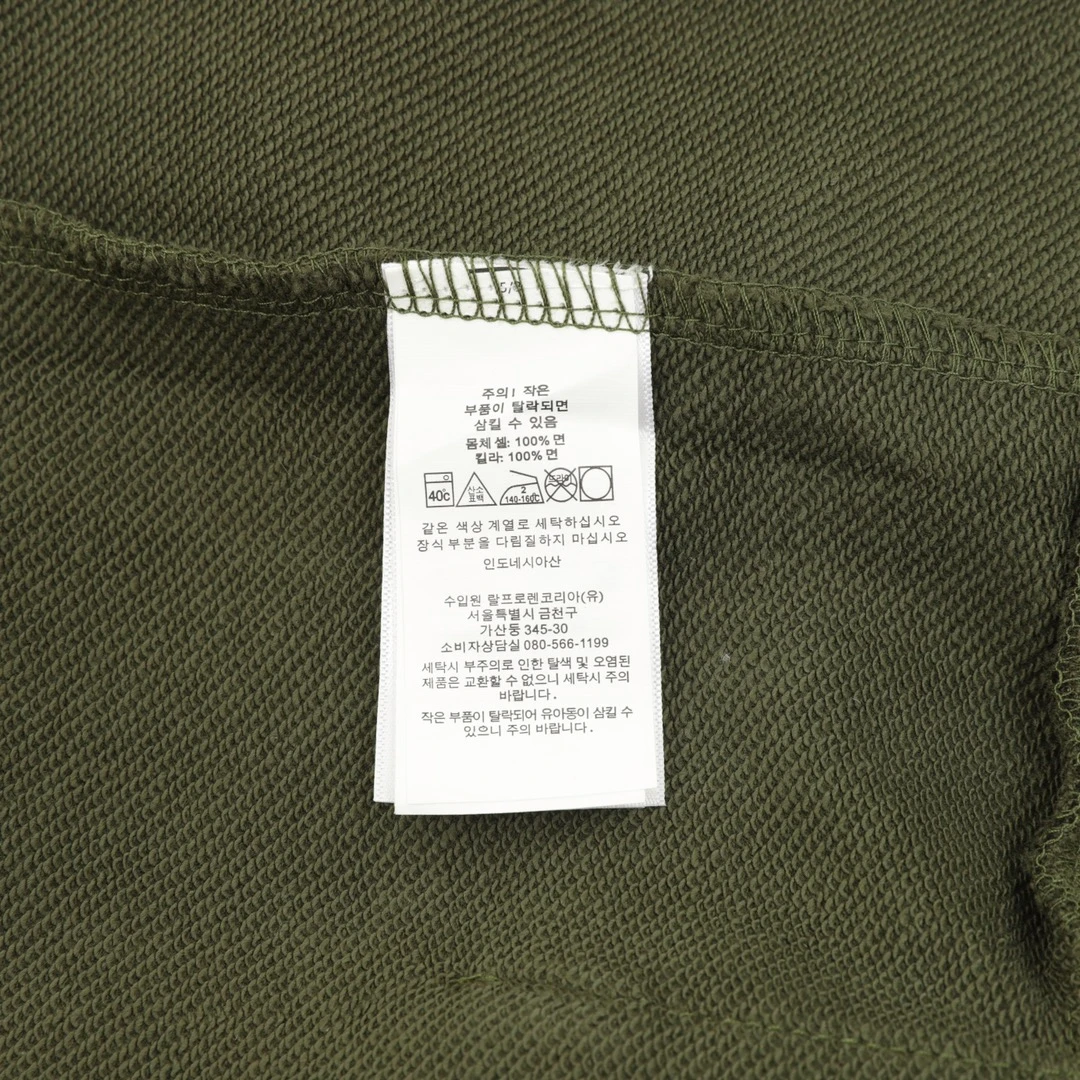 주의! 작은
부품이 탈락되면
삼킬 수 있음
몸체 셸: 100% 면
킬라: 100% 면
40℃
산소
표백
2
140-160C
드라이
같은 색상 계열로 세탁하십시오
장식 부분을 다림질하지 마십시오
인도네시아산
수입원 랄프로렌코리아(유)
서울특별시 금천구
가산동 345-30
소비자상담실 080-566-1199
세탁시 부주의로 인한 탈색 및 오염된
제품은 교환할 수 없으니 세탁시 주의
바랍니다.
작은 부품이 탈락되어 유아동이 삼킬 수
있으니 주의 바랍니다.